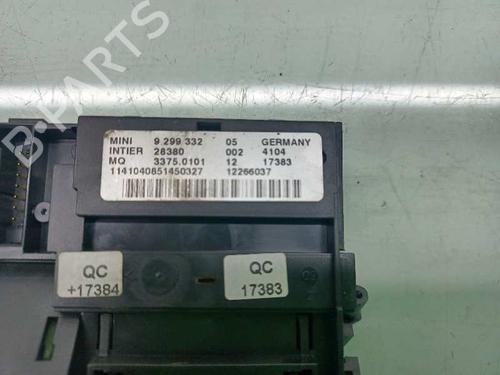 B-PARTS
MINI 9 299 332 05 GERMANY
INTIER 28380 002 4104
MQ 3375.0101 12 17383
1141040851450327 12266037
QC
+17384
QC
17383